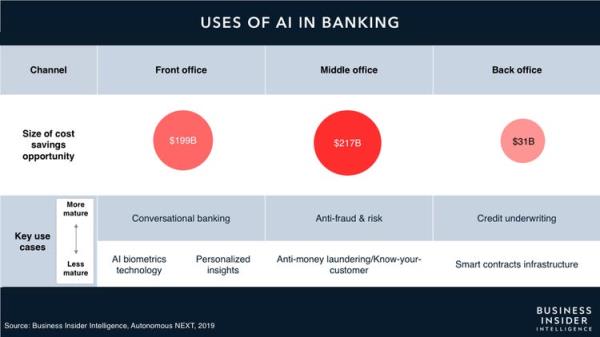 USES OF AI IN BANKING
Channel
Front office
Middle office
Back office
Size of cost
savings
opportunity
$199B
$217B
$31B
Key use
cases
More
mature
Less
mature
Conversational banking
Anti-fraud & risk
Credit underwriting
AI biometrics
technology
Personalized
insights
Anti-money laundering/Know-your-
customer
Smart contracts infrastructure
Source: Business Insider Intelligence, Autonomous NEXT, 2019
BUSINESS
INSIDER
INTELLIGENCE